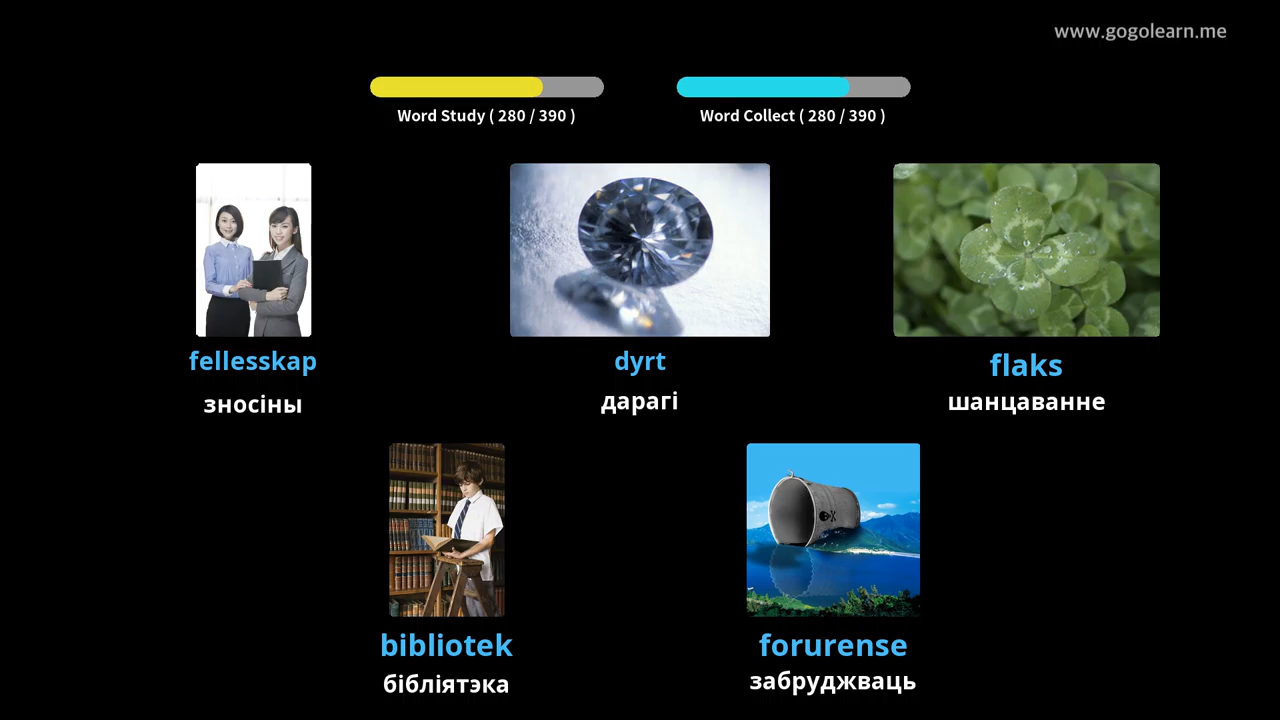 www.gogolearn.me
Word Study ( 280 / 390 )
Word Collect ( 280 / 390 )
fellesskap
зносіны
dyrt
дарагі
flaks
шанцаванне
bibliotek
бібліятэка
forurense
забруджваць